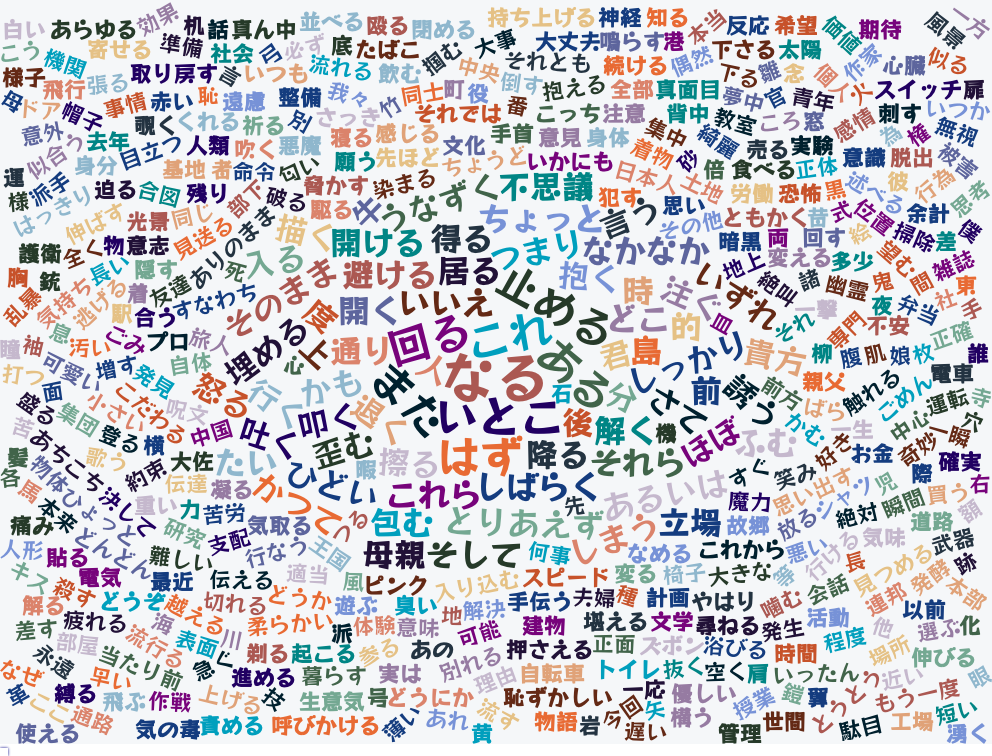 白い あらゆる 効果 机 話 真ん中 並べる 殴る 閉める 持ち上げる 神経 知る 本当 反応 希望 価値 期待 風景 一方
こう 機関 寄せる 準備 社会 弓 必ず 底 たばこ 掴む 大事 それとも 大丈夫 鳴らす 港 下さる 太陽 作家 心臓 似る
様子 飛行 張る 取り戻す 言 いつも 流れる 飲む 中央 倒す 抱える 続ける 偶然 下る 離 念 個人 火 スイッチ 扉
母 ドア 帽子 事情 赤い 恥 遠慮 整備 我々 竹 同士 町 役 番 こっち 全部 真面目 夢中 官 青年 刺す いつか
意外 去年 覗く くれる 祈る 別 さっき それでは 手首 意見 注意 身体 背中 教室 ころ 窓 感情 為 権 無視
運 似合う 身分 目立つ 人類 吹く 悪魔 寝る 感じる 文化 いかにも 集中 砂 綺麗 売る 実験 意識 脱出 被害
様 派手 迫る 合図 基地 者 命令 匂い 願う 先ほど ちょうど 着物 日本人 土地 倍 食べる 正体 述べる 彼 行為 思考
はっきり 伸ばす 光景 同じ 残り 部下 破る 脅かす 染まる うなずく 不思議 犯す 労働 恐怖 黒 式 位置 余計 僕
護衛 全く 物 意志 見送る ありのまま 駆る 描く 開ける 得る ちょっと 言う 思い その他 ともかく 昔 暗黒 両 回す 絵 掃除 差
胸 銃 気持ち 長い 隠す 友達 死 入る そのまま 避ける 居る つまり なかなか 地上 変える 多少 望む 間 雑誌
乱暴 逃げる 着 駅 合う すなわち 度 開く いいえ 止める 抱く 時 注ぐ いずれ 絶叫 諸 幽霊 鬼 夜 弁当 社 東 手
瞳 袖 息 汚い ごみ プロ 旅人 埋める 上 通り 回る これ どこ 的 皿 それ 一撃 専門 不安 正確
打つ 面 可愛い 増す 発見 自体 怒る 心 イ なる ある 君 島 しっかり 貴方 柳 腹 肌 娘 枚 誰
盛る 集団 小さい こだわる 呪文 行く かも また 石 分 前 誘う 前方 親父 触れる ごめん 電車
苦 あちこち 歌う 登る 横 中国 吐く 叩く 退く いとこ 後 解く さて 機 ほぼ ふむ ばら かむ 一生 中心 運転 寺
髪 各 物体 決して 約束 大佐 たい 歪む 暇 擦る はず 降る それら すぐ 笑み 好き お金 奇妙 一瞬
馬 ひょっと 重い 伝達 凝る かつて ひどい これら しばらく 先 あるいは 魔力 思い出す シャツ 児 際 確実 右
痛み 本来 どんどん 研究 力 苦労 気取る つる 包む とりあえず しまう 立場 故郷 放る 絶対 瞬間 買う 額
人形 貼る 難しい 支配 行なう 王国 母親 そして 何事 なめる これから 悪い 行ける 気味 道路
キス 殺す 電気 最近 伝える 適当 風 ピンク 入り込む スピード 変る 椅子 大きな 等 会話 長 見つめる 武器 跡
解る どうぞ 越える 切れる どうか 遊ぶ 臭い 地 解決 手伝う 夫婦 種 計画 やはり 噛む 連邦 発酵 本部
差す 疲れる 海 表面 柔らかい 派 体験 意味 可能 建物 堪える 文学 尋ねる 発生 活動 以前
部屋 流行る 川 剃る 起こる 参る あの 押さえる 正面 ズボン 浴びる 時間 程度 他 選ぶ 化
永遠 当たり前 急 ぐ 進める 暮らす 実は 別れる 理由 自転車 トイレ 抜く 空く 肩 いったん 場所 伸びる
なぜ 早い 縛る 飛ぶ 作戦 上げる 技 生意気 号 どうにか 恥ずかしい 一応 優しい 授業 鎧 翼 とうとう 近い もう一度 眼
車 ここ 通路 気の毒 責める 呼びかける 薄い あれ 流す 物語 岩 今回 矢 構う 世間 駄目 工場 短い
使える 黄 遅い 管理 湧く